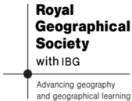 Royal
Geographical
Society
with IBG
Advancing geography
and geographical learning